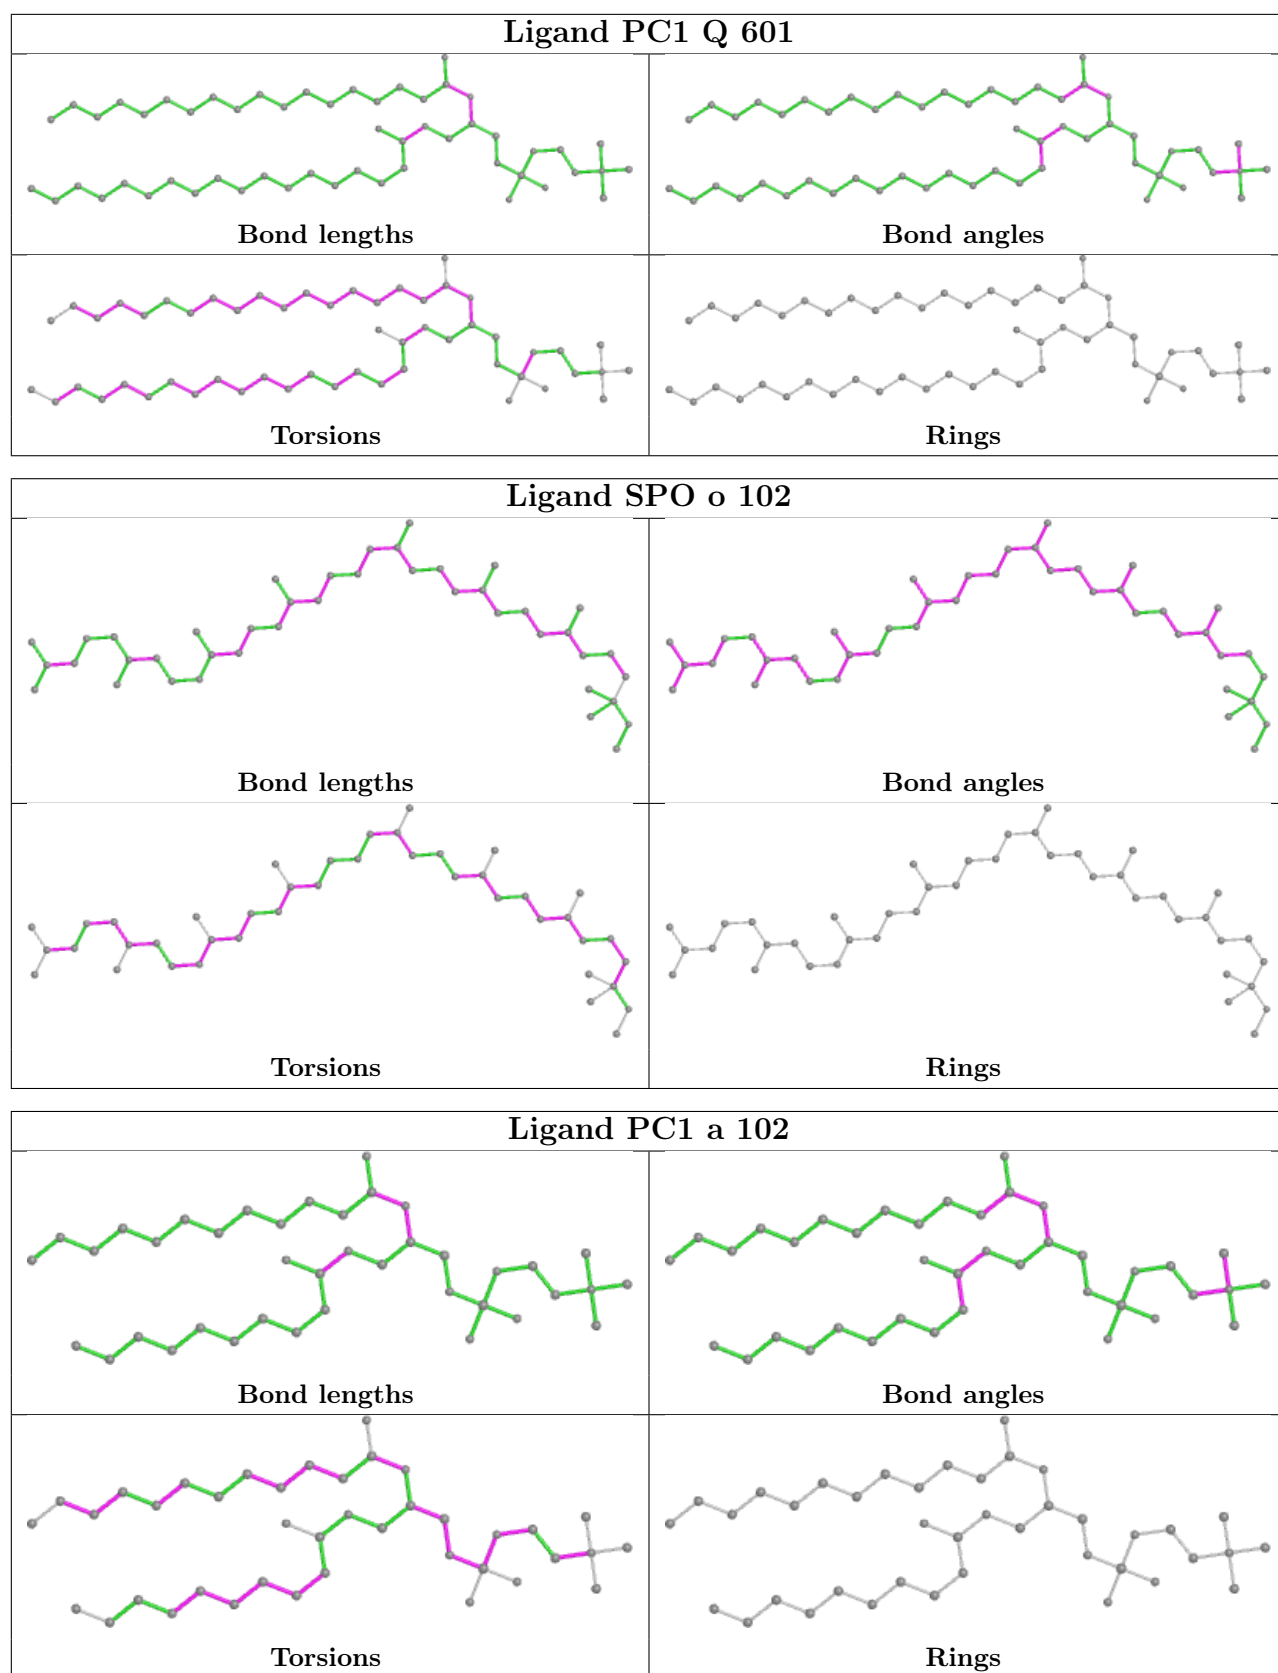 Ligand PC1 Q 601
Bond lengths
Bond angles
Torsions
Rings
Ligand SPO o 102
Bond lengths
Bond angles
Torsions
Rings
Ligand PC1 a 102
Bond lengths
Bond angles
Torsions
Rings